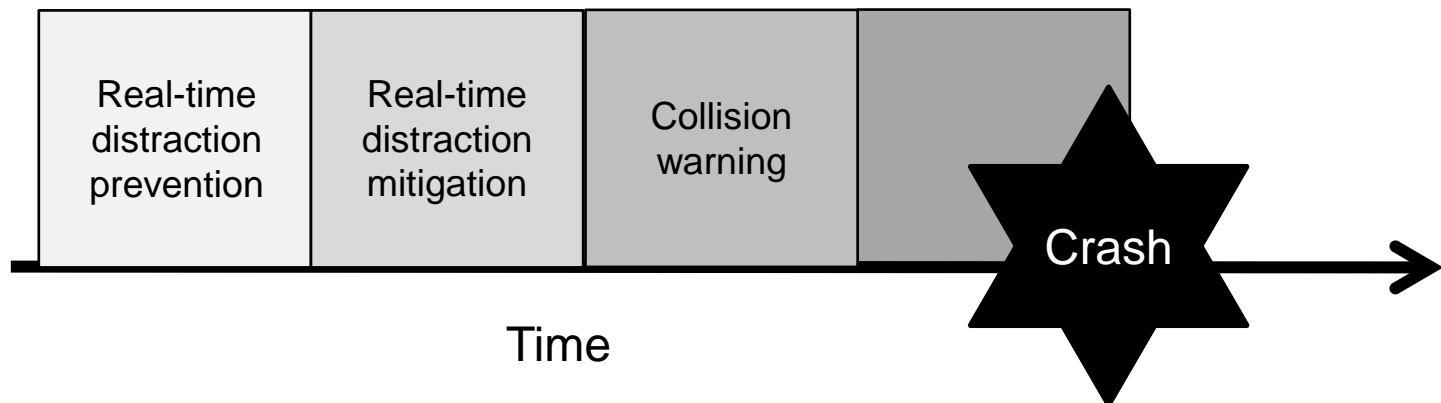 Real-time
distraction
prevention
Real-time
distraction
mitigation
Collision
warning
Crash
Time